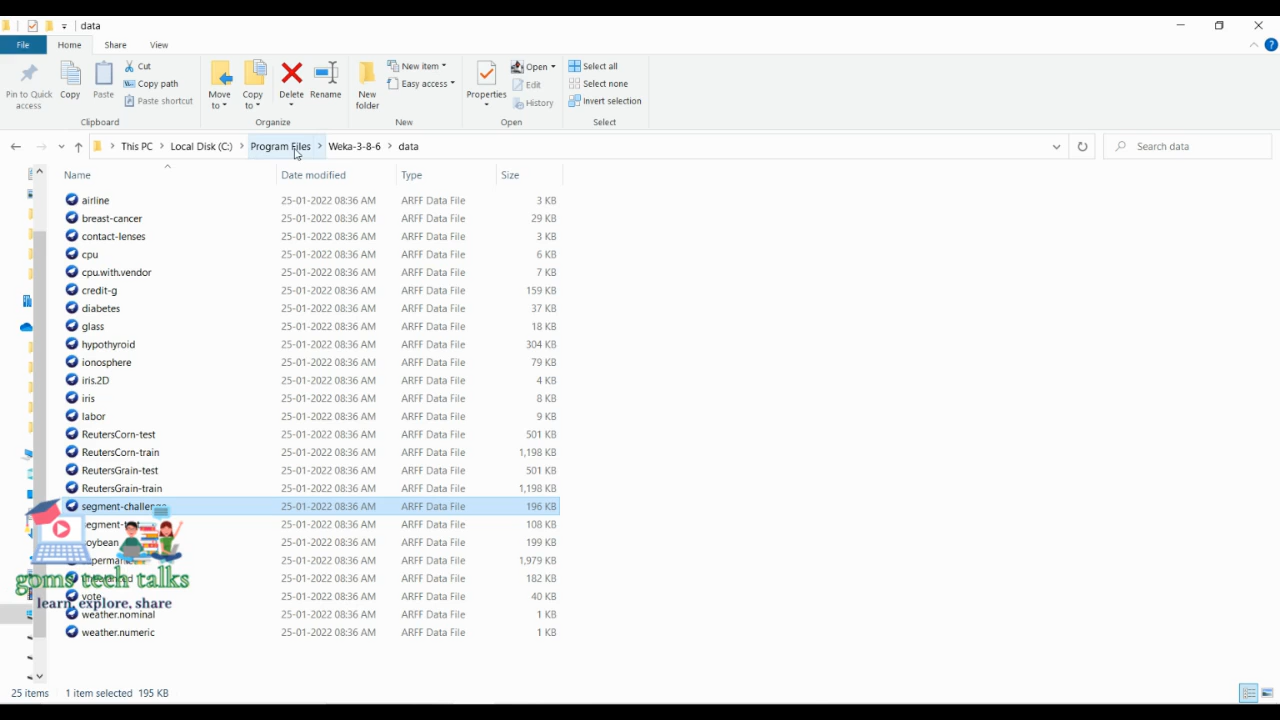 data
File Home Share View
Pin to Quick access
Copy
Paste
Cut
Copy path
Paste shortcut
Clipboard
Move to
Copy to
Delete
Rename
Organize
New folder
New item
Easy access
New
Properties
Open
Edit
History
Open
Select all
Select none
Invert selection
Select
This PC > Local Disk (C:) > Program Files > Weka-3-8-6 > data
Search data
Name Date modified Type Size
airline 25-01-2022 08:36 AM ARFF Data File 3 KB
breast-cancer 25-01-2022 08:36 AM ARFF Data File 29 KB
contact-lenses 25-01-2022 08:36 AM ARFF Data File 3 KB
cpu 25-01-2022 08:36 AM ARFF Data File 6 KB
cpu.with.vendor 25-01-2022 08:36 AM ARFF Data File 7 KB
credit-g 25-01-2022 08:36 AM ARFF Data File 159 KB
diabetes 25-01-2022 08:36 AM ARFF Data File 37 KB
glass 25-01-2022 08:36 AM ARFF Data File 18 KB
hypothyroid 25-01-2022 08:36 AM ARFF Data File 304 KB
ionosphere 25-01-2022 08:36 AM ARFF Data File 79 KB
iris.2D 25-01-2022 08:36 AM ARFF Data File 4 KB
iris 25-01-2022 08:36 AM ARFF Data File 8 KB
labor 25-01-2022 08:36 AM ARFF Data File 9 KB
ReutersCorn-test 25-01-2022 08:36 AM ARFF Data File 501 KB
ReutersCorn-train 25-01-2022 08:36 AM ARFF Data File 1,198 KB
ReutersGrain-test 25-01-2022 08:36 AM ARFF Data File 501 KB
ReutersGrain-train 25-01-2022 08:36 AM ARFF Data File 1,198 KB
segment-challenge 25-01-2022 08:36 AM ARFF Data File 196 KB
25-01-2022 08:36 AM ARFF Data File 108 KB
soybean 25-01-2022 08:36 AM ARFF Data File 199 KB
25-01-2022 08:36 AM ARFF Data File 1,979 KB
25-01-2022 08:36 AM ARFF Data File 182 KB
vote 25-01-2022 08:36 AM ARFF Data File 40 KB
weather.nominal 25-01-2022 08:36 AM ARFF Data File 1 KB
weather.numeric 25-01-2022 08:36 AM ARFF Data File 1 KB
goms tech talks
learn, explore, share
25 items 1 item selected 195 KB